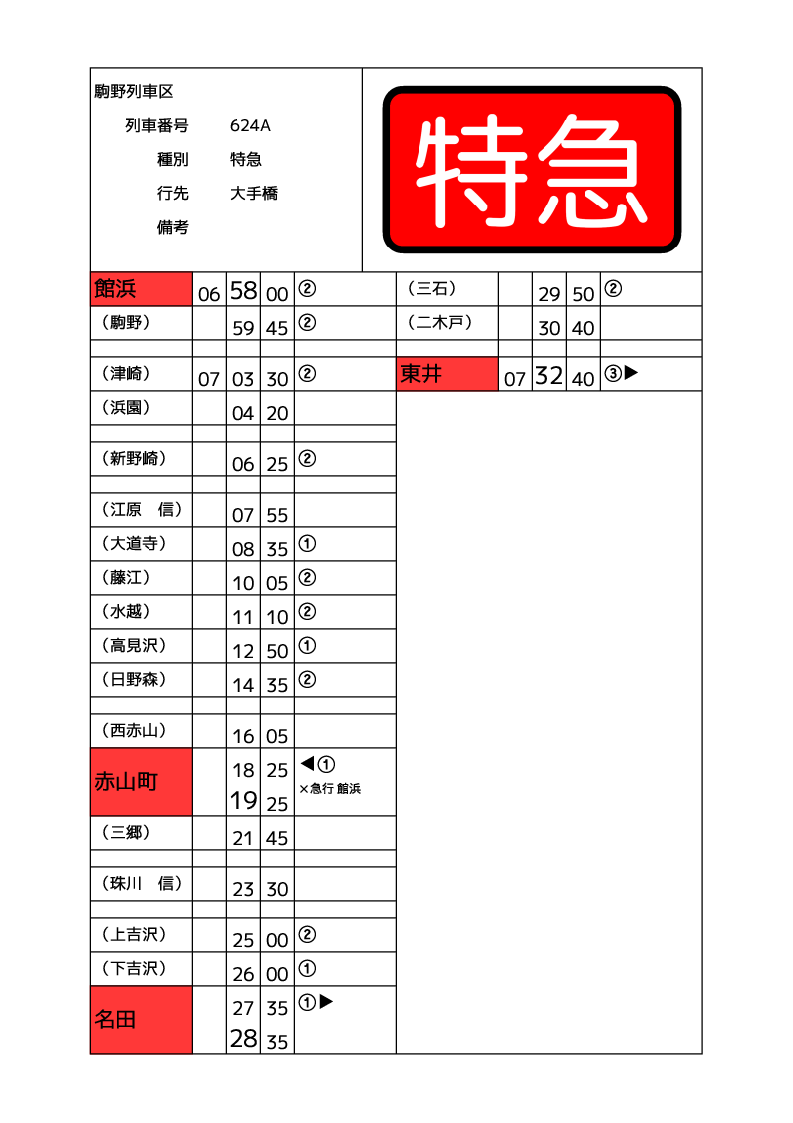 駒野列車区
列車番号 624A
種別 特急
行先 大手橋
備考
特急
館浜 06 58 00 ②
（駒野） 59 45 ②
（津崎） 07 03 30 ②
（浜園） 04 20
（新野崎） 06 25 ②
（江原　信） 07 55
（大道寺） 08 35 ①
（藤江） 10 05 ②
（水越） 11 10 ②
（高見沢） 12 50 ①
（日野森） 14 35 ②
（西赤山） 16 05
赤山町 18 25 ◀①
19 25 ×急行 館浜
（三郷） 21 45
（珠川　信） 23 30
（上吉沢） 25 00 ②
（下吉沢） 26 00 ①
名田 27 35 ①▶
28 35
（三石） 29 50 ②
（二木戸） 30 40
東井 07 32 40 ③▶